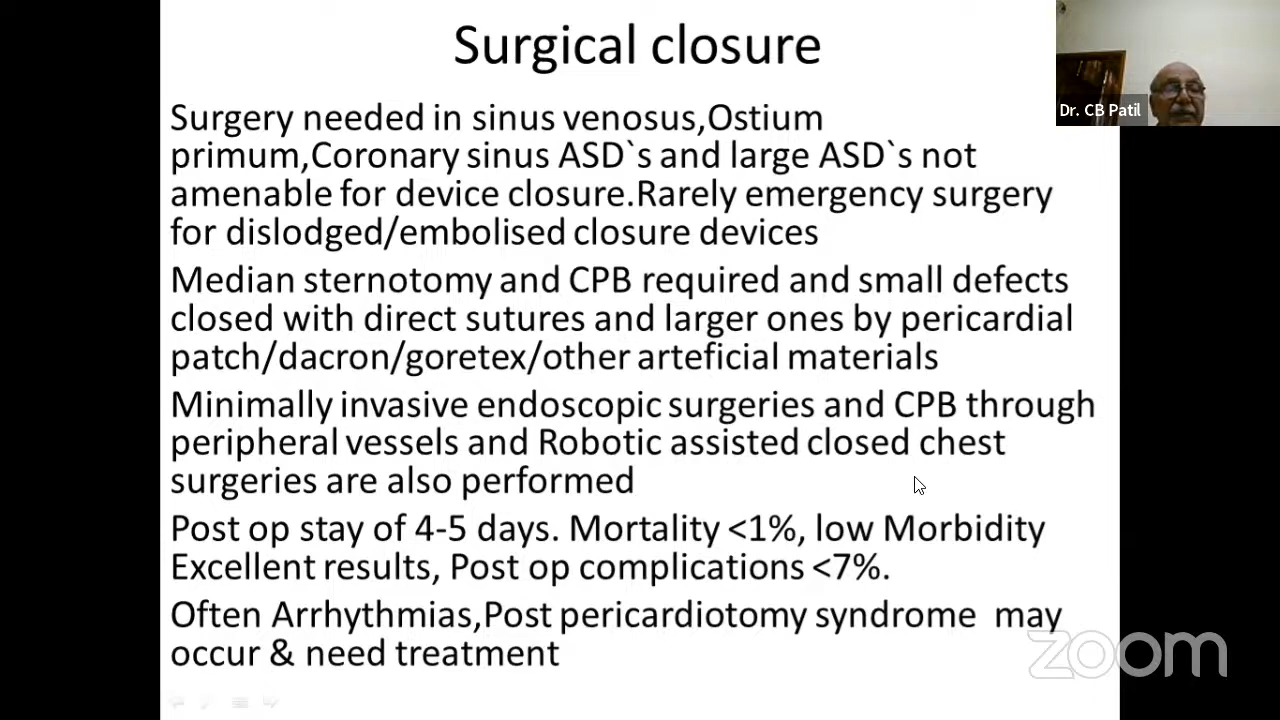 Surgical closure
Dr. CB Patil
Surgery needed in sinus venosus,Ostium
primum,Coronary sinus ASD`s and large ASD`s not
amenable for device closure.Rarely emergency surgery
for dislodged/embolised closure devices
Median sternotomy and CPB required and small defects
closed with direct sutures and larger ones by pericardial
patch/dacron/goretex/other arteficial materials
Minimally invasive endoscopic surgeries and CPB through
peripheral vessels and Robotic assisted closed chest
surgeries are also performed
Post op stay of 4-5 days. Mortality <1%, low Morbidity
Excellent results, Post op complications <7%.
Often Arrhythmias,Post pericardiotomy syndrome  may
occur & need treatment
zoom